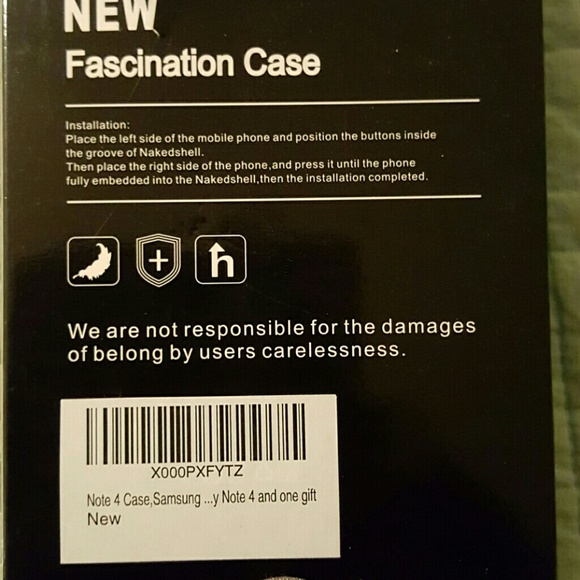 NEW
Fascination Case
Installation:
Place the left side of the mobile phone and position the buttons inside
the groove of Nakedshell.
Then place the right side of the phone,and press it until the phone
fully embedded into the Nakedshell,then the installation completed.
h
We are not responsible for the damages
of belong by users carelessness.
X000PXFYTZ
Note 4 Case,Samsung ...y Note 4 and one gift
New